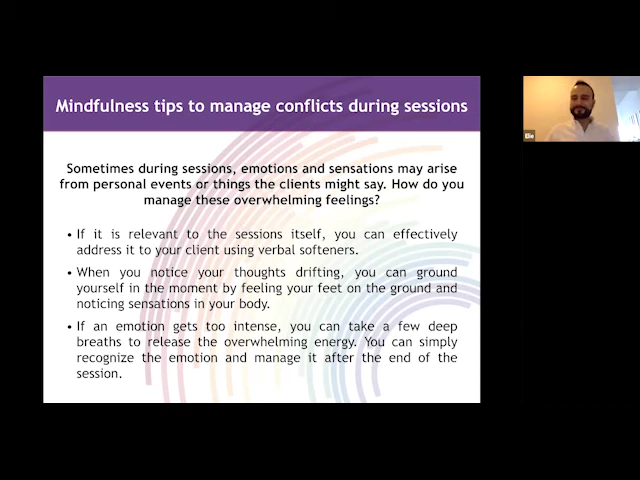 Mindfulness tips to manage conflicts during sessions
Sometimes during sessions, emotions and sensations may arise
from personal events or things the clients might say. How do you
manage these overwhelming feelings?
• If it is relevant to the sessions itself, you can effectively
address it to your client using verbal softeners.
• When you notice your thoughts drifting, you can ground
yourself in the moment by feeling your feet on the ground and
noticing sensations in your body.
• If an emotion gets too intense, you can take a few deep
breaths to release the overwhelming energy. You can simply
recognize the emotion and manage it after the end of the
session.
Elie